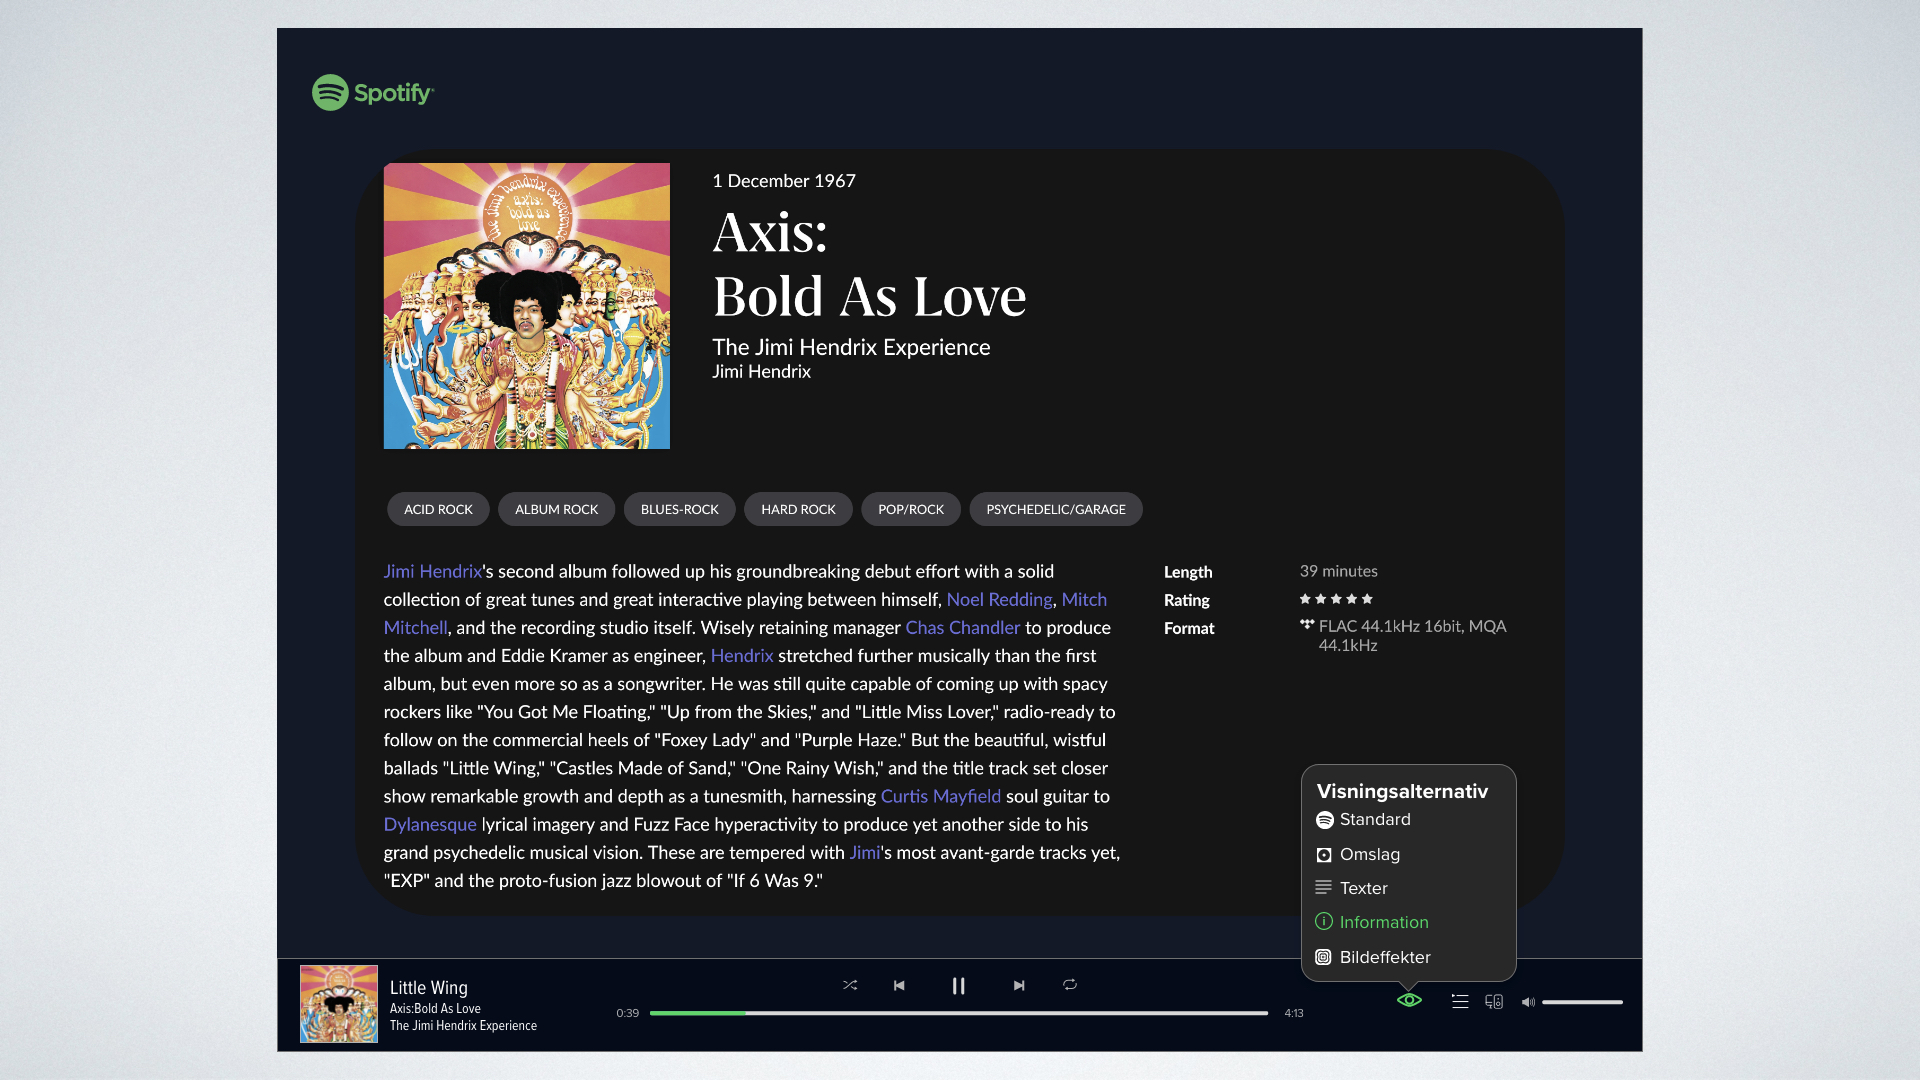 Spotify
the jimi hendrix experience
axis:
bold as
love
1 December 1967
Axis:
Bold As Love
The Jimi Hendrix Experience
Jimi Hendrix
ACID ROCK
ALBUM ROCK
BLUES-ROCK
HARD ROCK
POP/ROCK
PSYCHEDELIC/GARAGE
Jimi Hendrix's second album followed up his groundbreaking debut effort with a solid
collection of great tunes and great interactive playing between himself, Noel Redding, Mitch
Mitchell, and the recording studio itself. Wisely retaining manager Chas Chandler to produce
the album and Eddie Kramer as engineer, Hendrix stretched further musically than the first
album, but even more so as a songwriter. He was still quite capable of coming up with spacy
rockers like "You Got Me Floating," "Up from the Skies," and "Little Miss Lover," radio-ready to
follow on the commercial heels of "Foxey Lady" and "Purple Haze." But the beautiful, wistful
ballads "Little Wing," "Castles Made of Sand," "One Rainy Wish," and the title track set closer
show remarkable growth and depth as a tunesmith, harnessing Curtis Mayfield soul guitar to
Dylanesque lyrical imagery and Fuzz Face hyperactivity to produce yet another side to his
grand psychedelic musical vision. These are tempered with Jimi's most avant-garde tracks yet,
"EXP" and the proto-fusion jazz blowout of "If 6 Was 9."
Length 39 minutes
Rating
Format FLAC 44.1kHz 16bit, MQA
44.1kHz
Visningsalternativ
Standard
Omslag
Texter
Information
Bildeffekter
Little Wing
Axis:Bold As Love
The Jimi Hendrix Experience
0:39
4:13